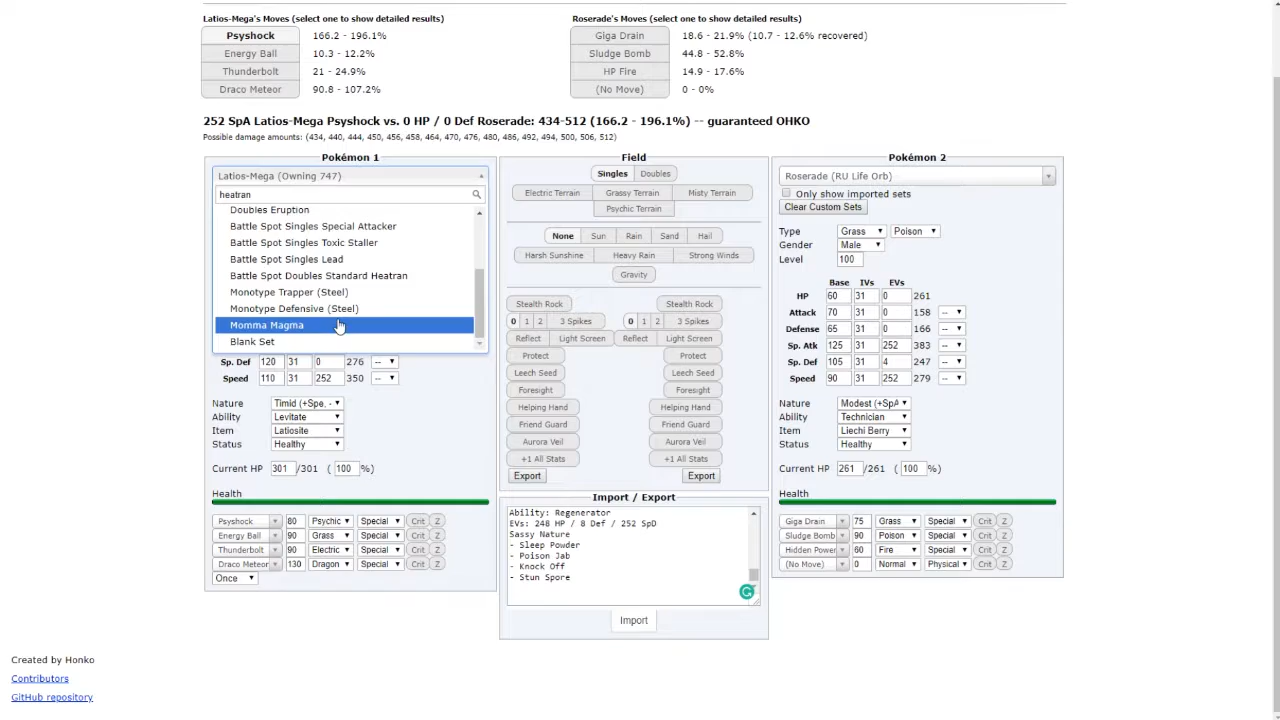 Latios-Mega's Moves (select one to show detailed results)
Psyshock 166.2 - 196.1%
Energy Ball 10.3 - 12.2%
Thunderbolt 21 - 24.9%
Draco Meteor 90.8 - 107.2%
Roserade's Moves (select one to show detailed results)
Giga Drain 18.6 - 21.9% (10.7 - 12.6% recovered)
Sludge Bomb 44.8 - 52.8%
HP Fire 14.9 - 17.6%
(No Move) 0 - 0%
252 SpA Latios-Mega Psyshock vs. 0 HP / 0 Def Roserade: 434-512 (166.2 - 196.1%) -- guaranteed OHKO
Possible damage amounts: (434, 440, 444, 450, 456, 458, 464, 470, 476, 480, 486, 492, 494, 500, 506, 512)
Pokémon 1
Latios-Mega (Owning 747)
heatran
Doubles Eruption
Battle Spot Singles Special Attacker
Battle Spot Singles Toxic Staller
Battle Spot Singles Lead
Battle Spot Doubles Standard Heatran
Monotype Trapper (Steel)
Monotype Defensive (Steel)
Momma Magma
Blank Set
Sp. Def 120 31 0 276 --
Speed 110 31 252 350 --
Nature Timid (+Spe, -
Ability Levitate
Item Latiosite
Status Healthy
Current HP 301 /301 ( 100 %)
Health
Psyshock 80 Psychic Special Crit Z
Energy Ball 90 Grass Special Crit Z
Thunderbolt 90 Electric Special Crit Z
Draco Meteor 130 Dragon Special Crit Z
Once
Field
Singles Doubles
Electric Terrain Grassy Terrain Misty Terrain
Psychic Terrain
None Sun Rain Sand Hail
Harsh Sunshine Heavy Rain Strong Winds
Gravity
Stealth Rock Stealth Rock
0 1 2 3 Spikes 0 1 2 3 Spikes
Reflect Light Screen Reflect Light Screen
Protect Protect
Leech Seed Leech Seed
Foresight Foresight
Helping Hand Helping Hand
Flower Gift Friend Guard Friend Guard
Aurora Veil Aurora Veil
+1 All Stats +1 All Stats
Export Export
Import / Export
Ability: Regenerator
EVs: 248 HP / 8 Def / 252 SpD
Sassy Nature
- Sleep Powder
- Poison Jab
- Knock Off
- Stun Spore
Import
Pokémon 2
Roserade (RU Life Orb)
Only show imported sets
Clear Custom Sets
Type Grass Poison
Gender Male
Level 100
Base IVs EVs
HP 60 31 0 261
Attack 70 31 0 158 --
Defense 65 31 0 166 --
Sp. Atk 125 31 252 383 --
Sp. Def 105 31 4 247 --
Speed 90 31 252 279 --
Nature Modest (+SpA
Ability Technician
Item Liechi Berry
Status Healthy
Current HP 261 /261 ( 100 %)
Health
Giga Drain 75 Grass Special Crit Z
Sludge Bomb 90 Poison Special Crit Z
Hidden Power 60 Fire Special Crit Z
(No Move) 0 Normal Physical Crit Z
Created by Honko
Contributors
GitHub repository